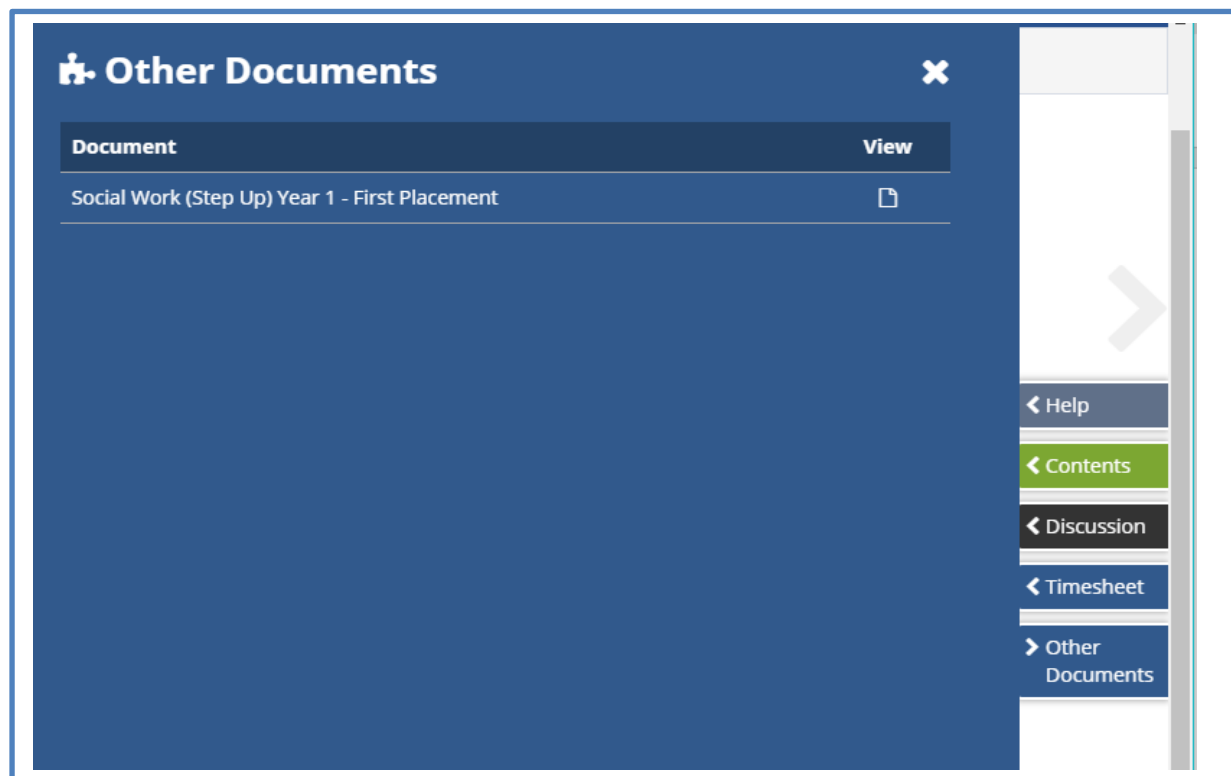 Other Documents
Document View
Social Work (Step Up) Year 1 - First Placement
Help
Contents
Discussion
Timesheet
Other
Documents